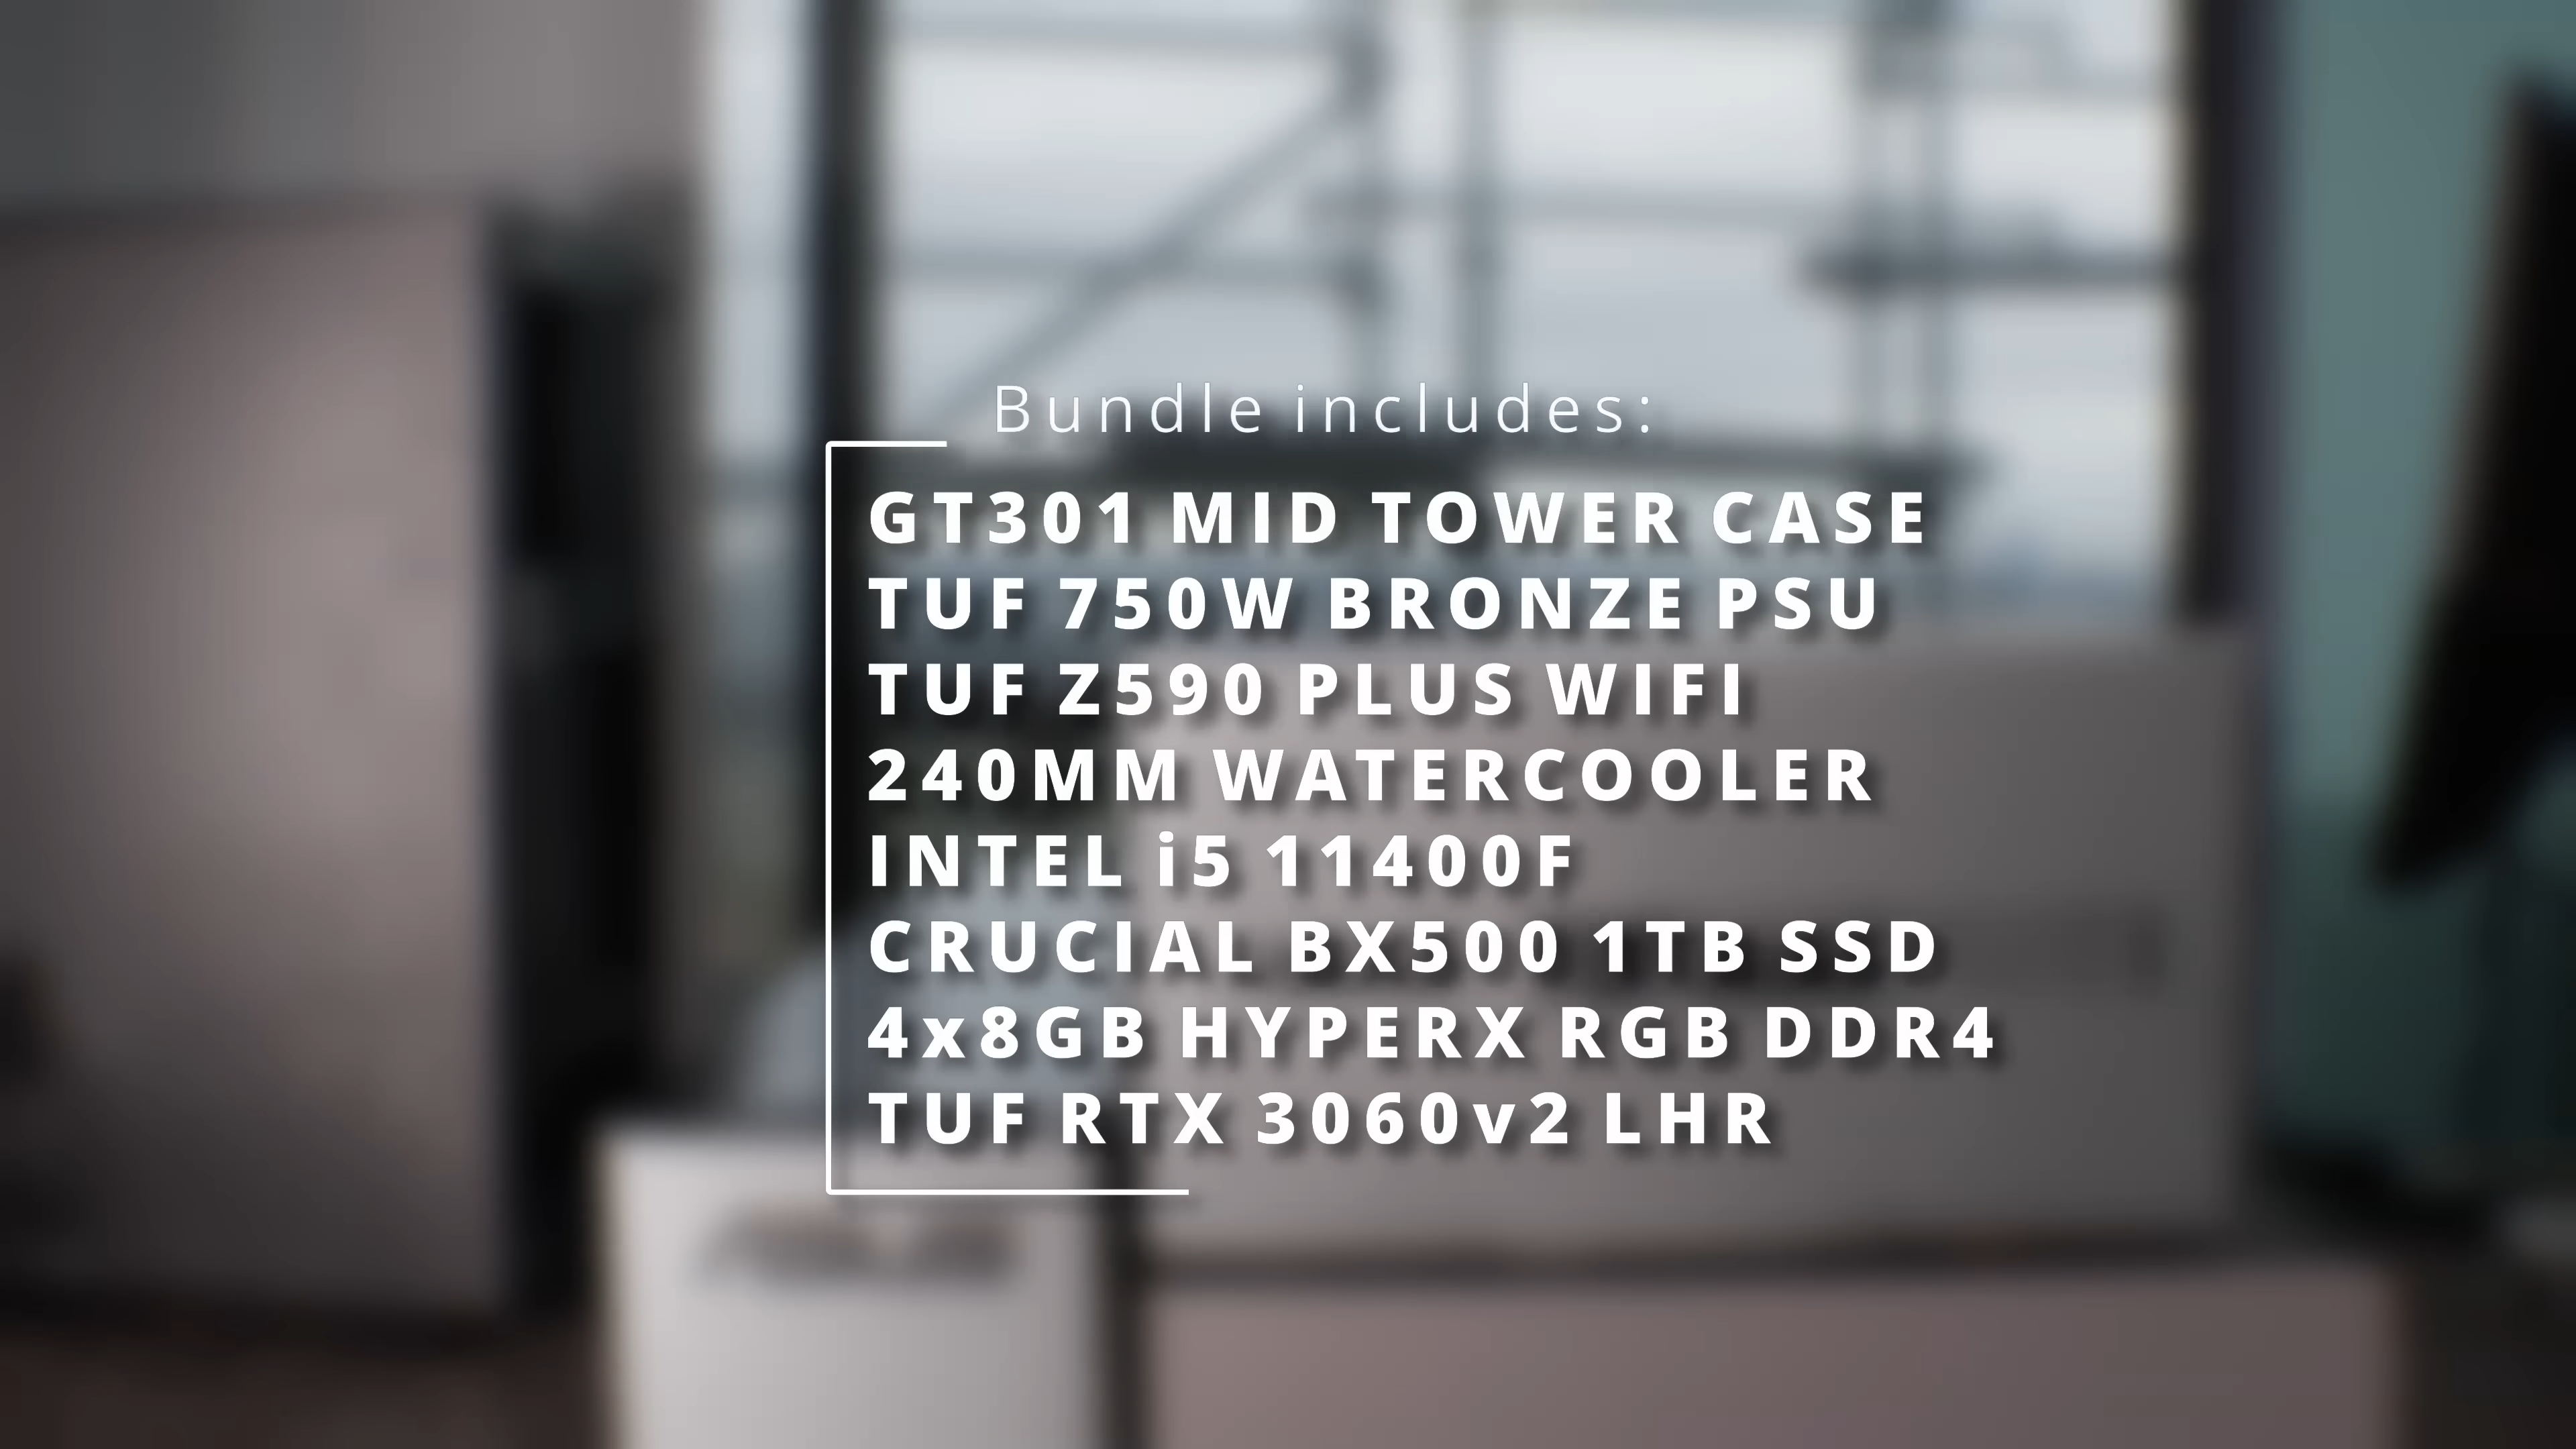 Bundle includes:
GT301 MID TOWER CASE
TUF 750W BRONZE PSU
TUF Z590 PLUS WIFI
240MM WATERCOOLER
INTEL i5 11400F
CRUCIAL BX500 1TB SSD
4x8GB HYPERX RGB DDR4
TUF RTX 3060v2 LHR